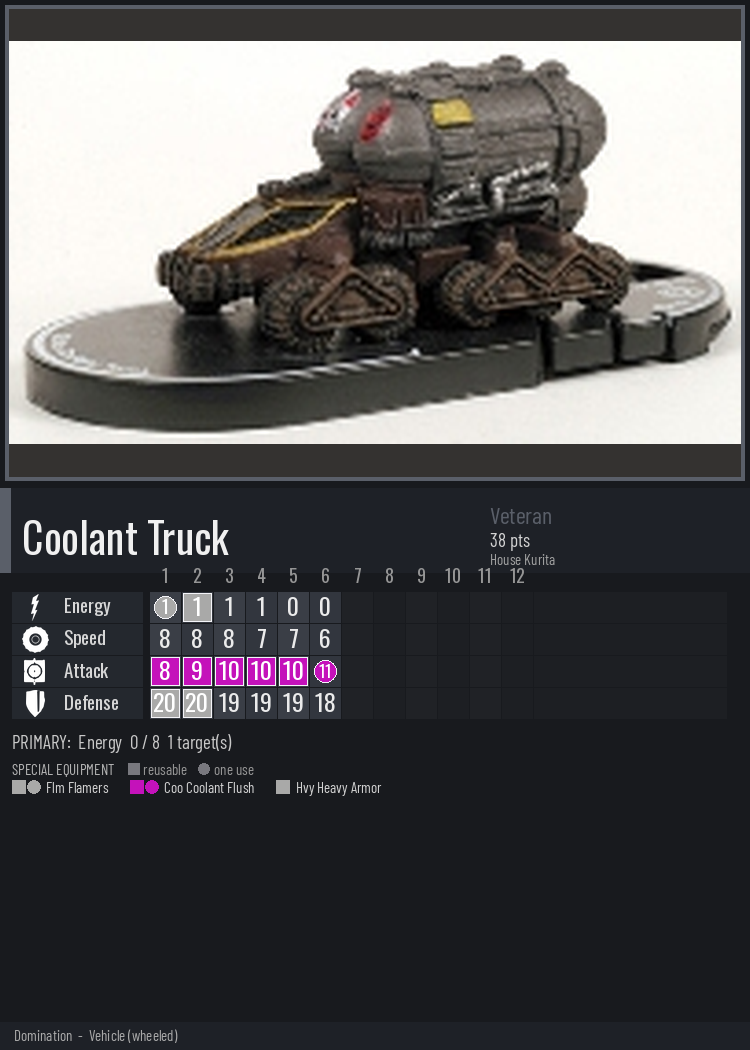 Coolant Truck
Veteran
38 pts
House Kurita
1 2 3 4 5 6 7 8 9 10 11 12
Energy 1 1 1 1 0 0
Speed 8 8 8 7 7 6
Attack 8 9 10 10 10 11
Defense 20 20 19 19 19 18
PRIMARY: Energy 0 / 8 1 target(s)
SPECIAL EQUIPMENT reusable one use
Flm Flamers Coo Coolant Flush Hvy Heavy Armor
Domination - Vehicle (wheeled)